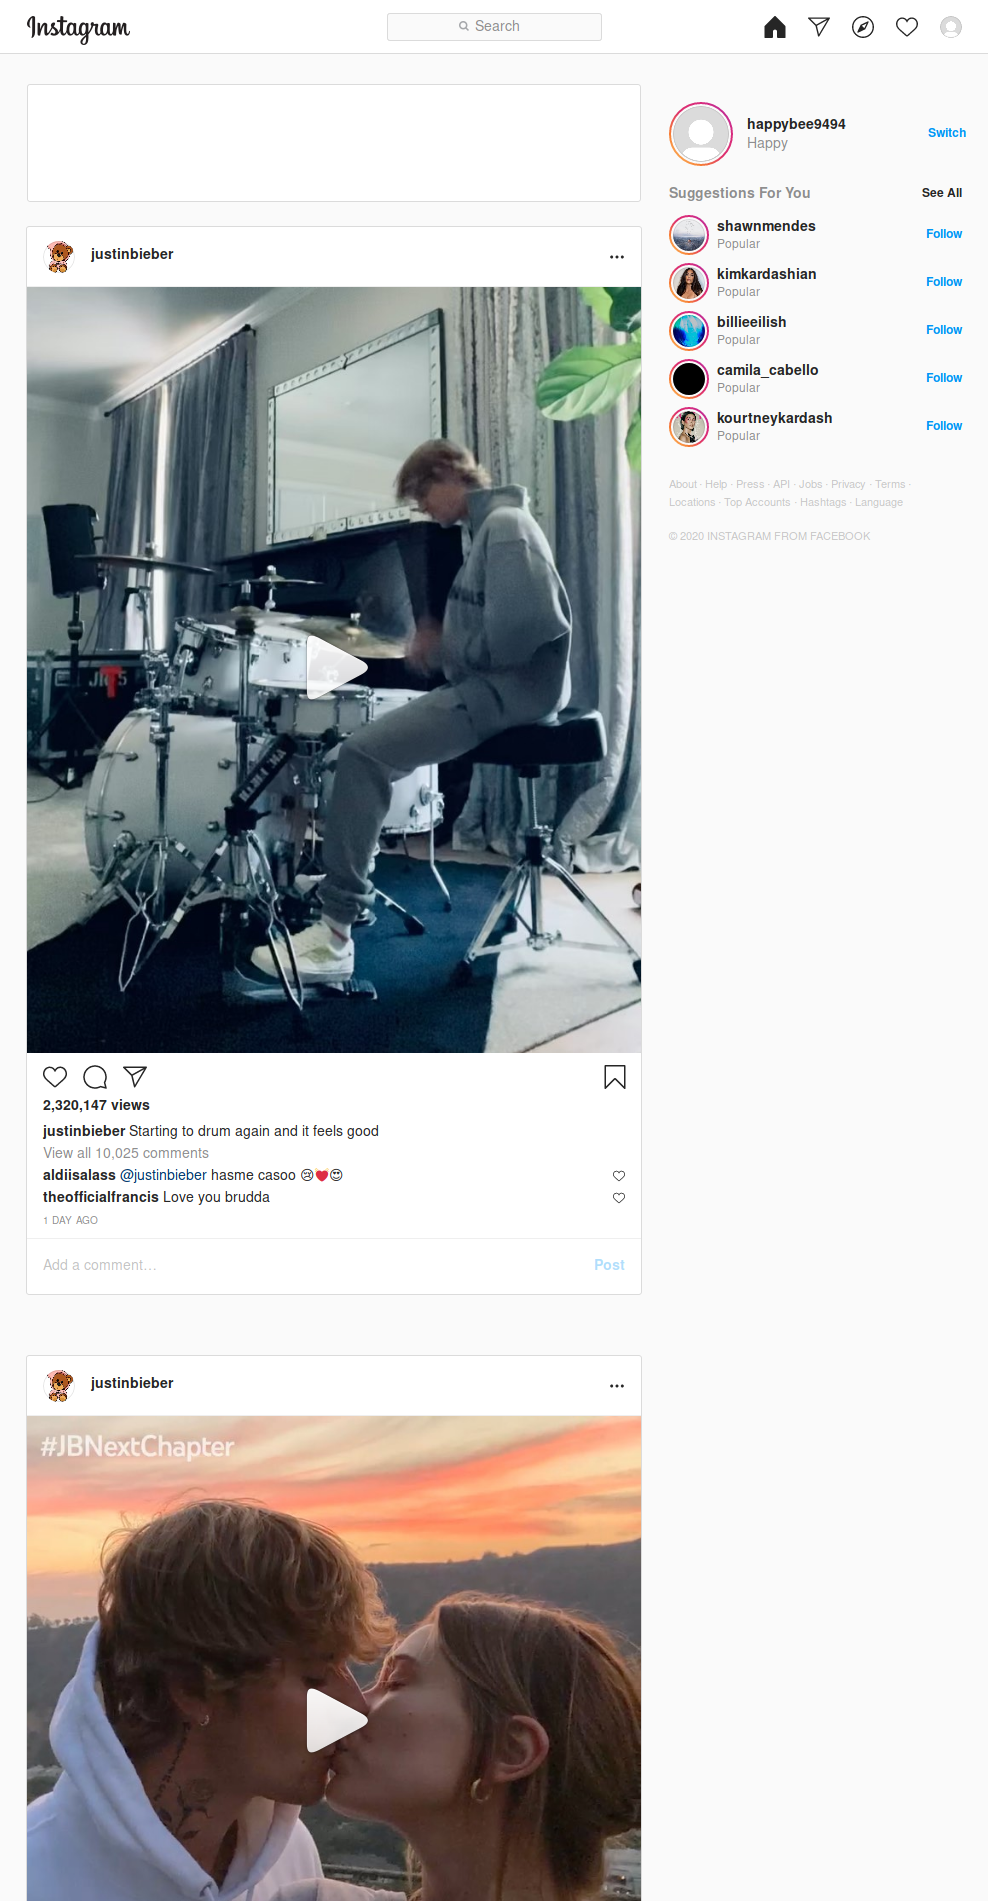 Instagram
Search
happybee9494
Happy
Switch
Suggestions For You
See All
shawnmendes
Popular
Follow
kimkardashian
Popular
Follow
billieeilish
Popular
Follow
camila_cabello
Popular
Follow
kourtneykardash
Popular
Follow
About · Help · Press · API · Jobs · Privacy · Terms ·
Locations · Top Accounts · Hashtags · Language
© 2020 INSTAGRAM FROM FACEBOOK
justinbieber
2,320,147 views
justinbieber Starting to drum again and it feels good
View all 10,025 comments
aldiisalass @justinbieber hasme casoo 😢❤️😍
theofficialfrancis Love you brudda
1 DAY AGO
Add a comment…
Post
justinbieber
#JBNextChapter